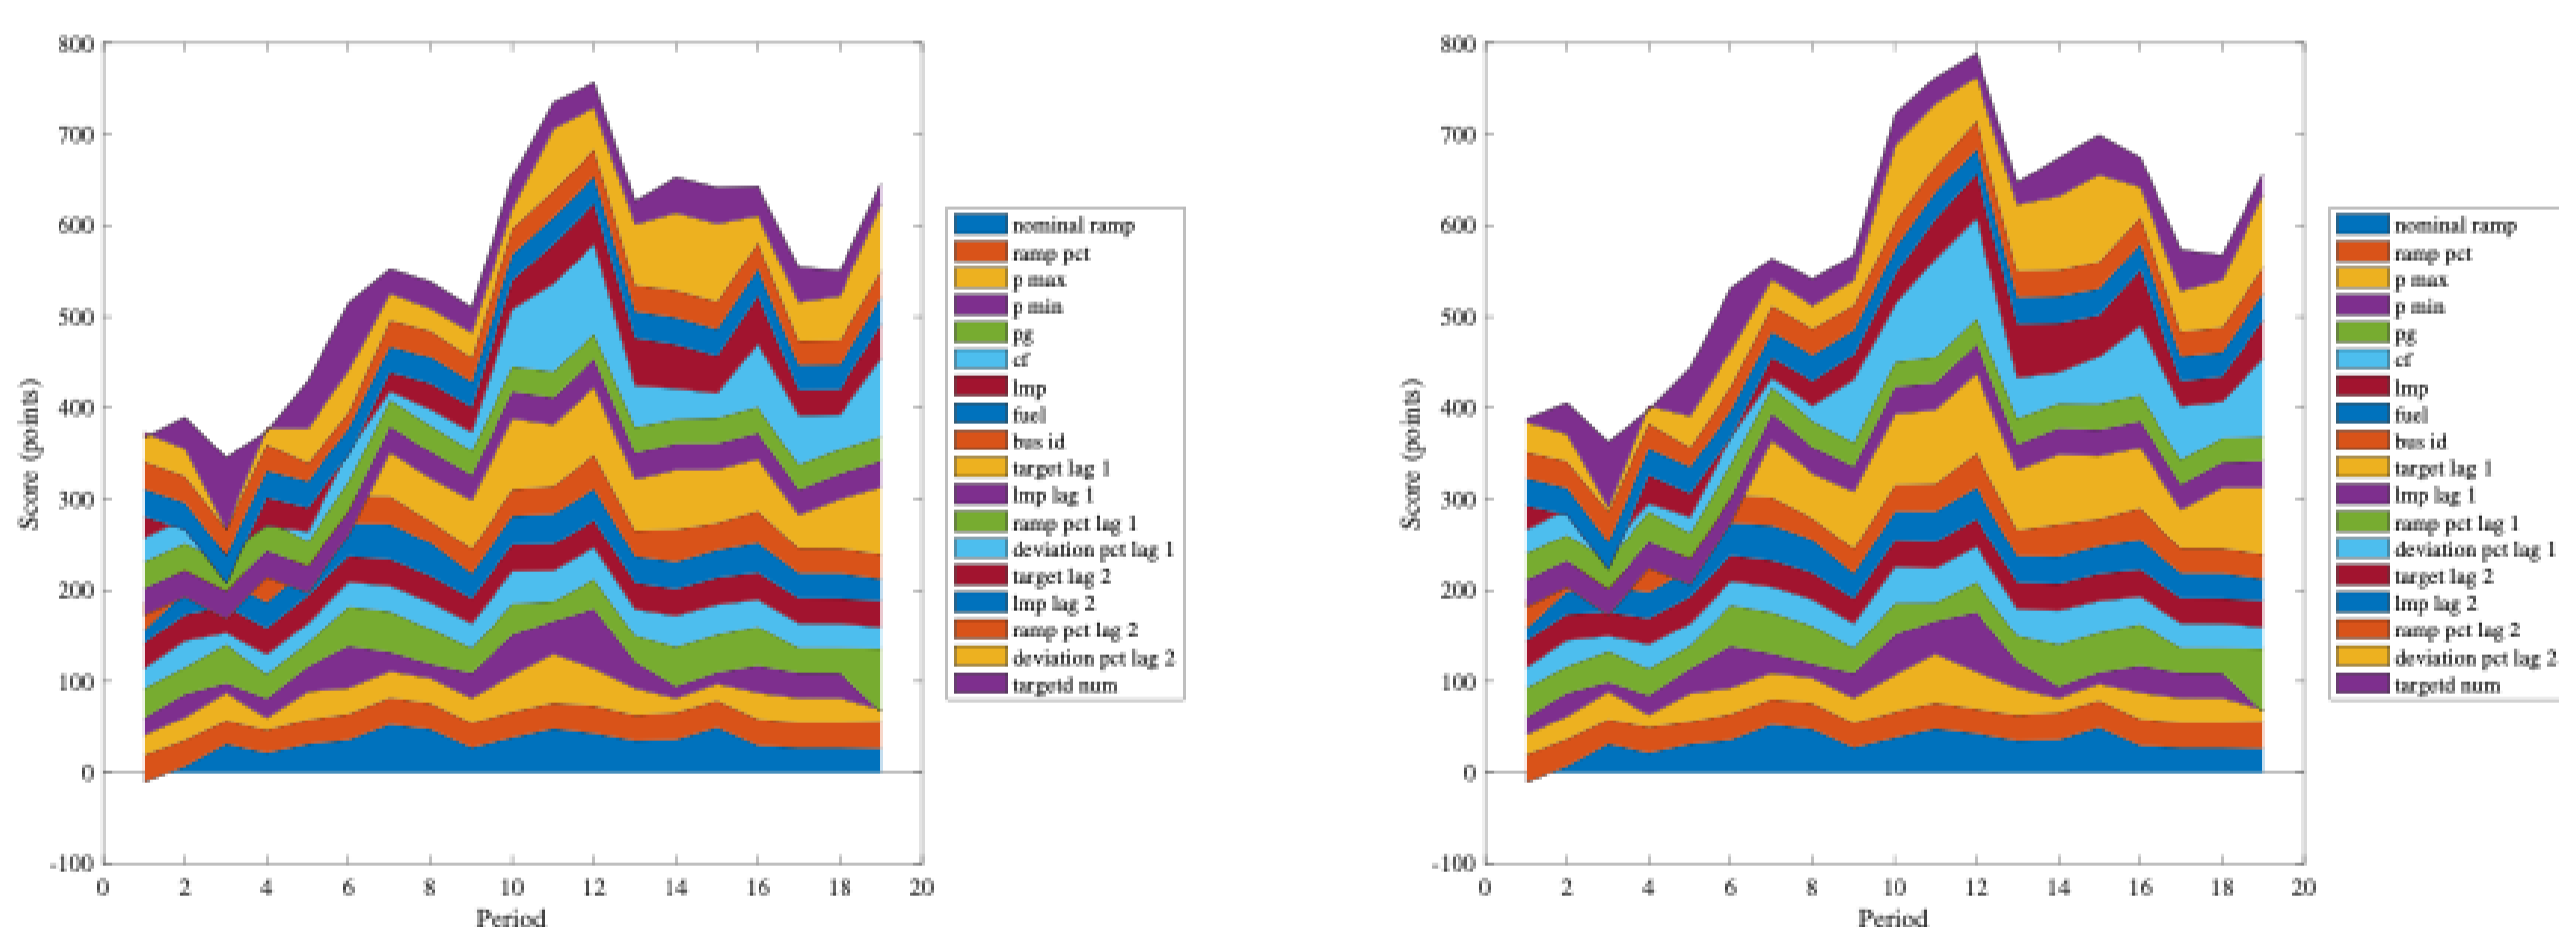 800
700
600
500
400
300
200
100
0
-100
Score (points)
0 2 4 6 8 10 12 14 16 18 20
Period
nominal ramp
ramp pct
p max
p min
pg
cf
lmp
fuel
bus id
target lag 1
lmp lag 1
ramp pct lag 1
deviation pct lag 1
target lag 2
lmp lag 2
ramp pct lag 2
deviation pct lag 2
targetd num
800
700
600
500
400
300
200
100
0
-100
Score (points)
0 2 4 6 8 10 12 14 16 18 20
Period
nominal ramp
ramp pct
p max
p min
pg
cf
lmp
fuel
bus id
target lag 1
lmp lag 1
ramp pct lag 1
deviation pct lag 1
target lag 2
lmp lag 2
ramp pct lag 2
deviation pct lag 2
targetd num